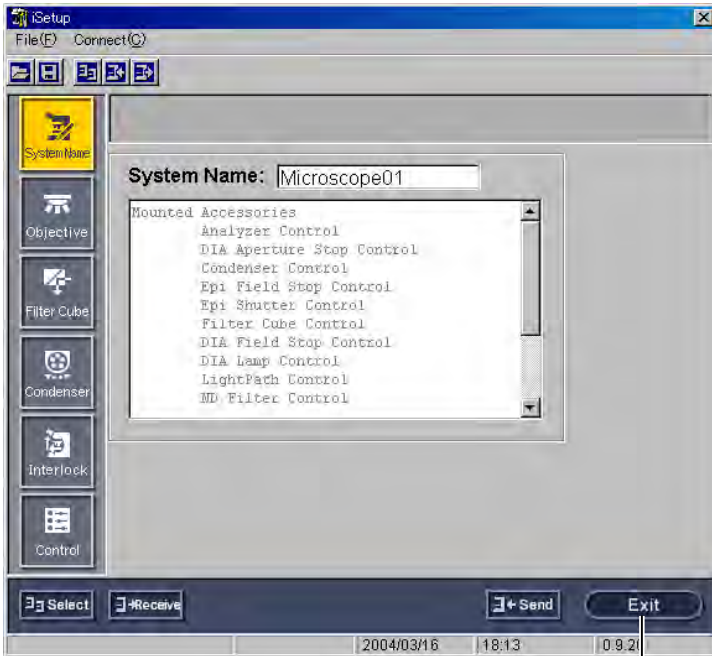 iSetup
File(F) Connect(C)
SystemName
System Name: Microscope01
Mounted Accessories
Analyzer Control
DIA Aperture Stop Control
Condenser Control
Epi Field Stop Control
Epi Shutter Control
Filter Cube Control
DIA Field Stop Control
DIA Lamp Control
LightPath Control
ND Filter Control
Objective
Filter Cube
Condenser
Interlock
Control
Select Receive Send Exit
2004/03/16 18:13